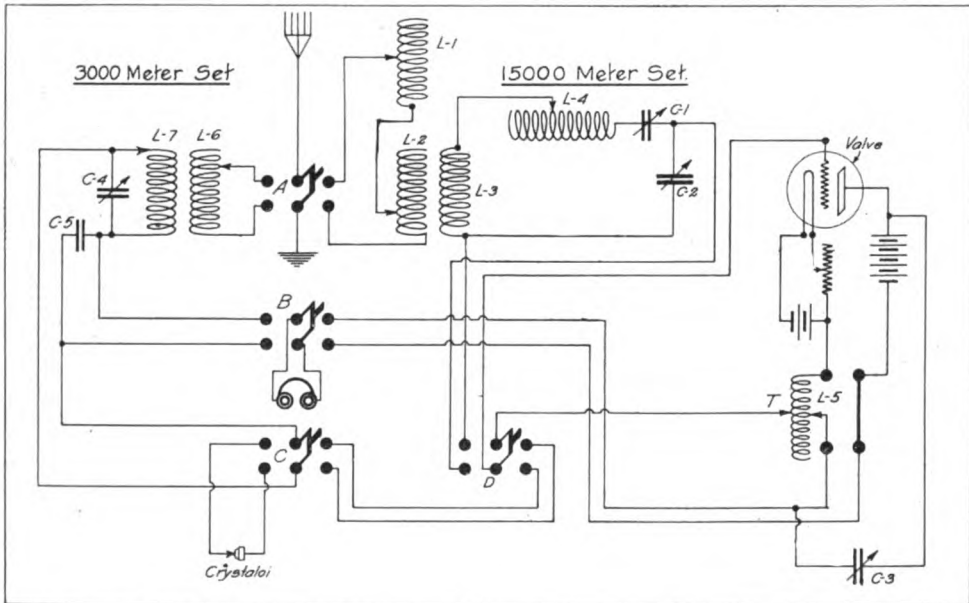 3000 Meter Set
15000 Meter Set.
L-1
L-7
L-6
L-4
C-1
Valve
C-4
A
L-2
L-3
C-2
C-5
B
T
L-5
C
D
Crystaloi
C-3